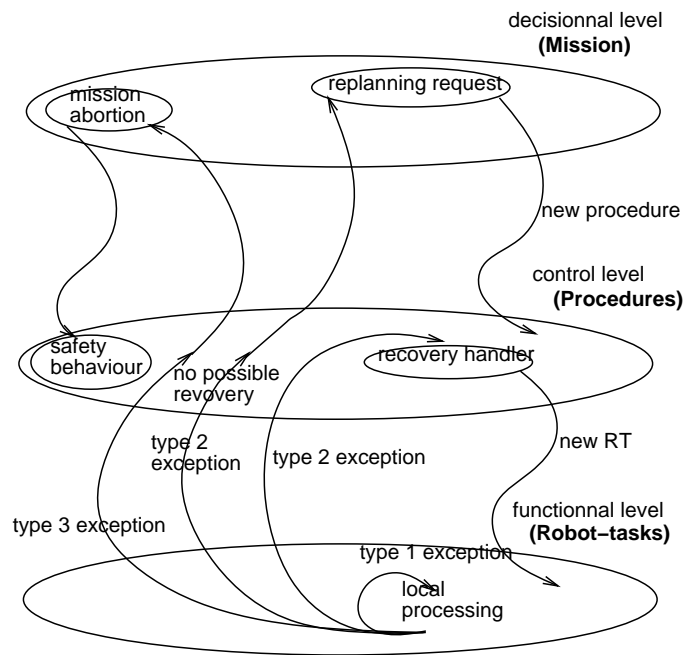 decisionnal level
(Mission)
mission
abortion
replanning request
new procedure
control level
(Procedures)
safety
behaviour
no possible
revovery
recovery handler
type 2
exception
type 2 exception
new RT
type 3 exception
functionnal level
(Robot–tasks)
type 1 exception
local
processing